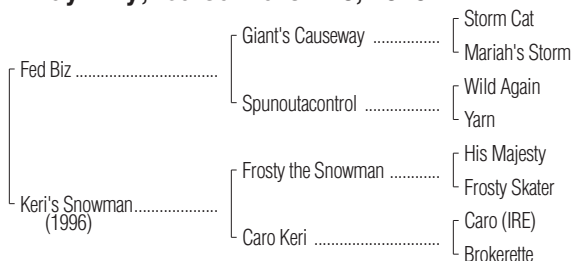 Fed Biz ................................
Giant's Causeway ...............
Storm Cat
Mariah's Storm
Spunoutacontrol .................
Wild Again
Yarn
Keri's Snowman...................
(1996)
Frosty the Snowman ...........
His Majesty
Frosty Skater
Caro Keri ............................
Caro (IRE)
Brokerette